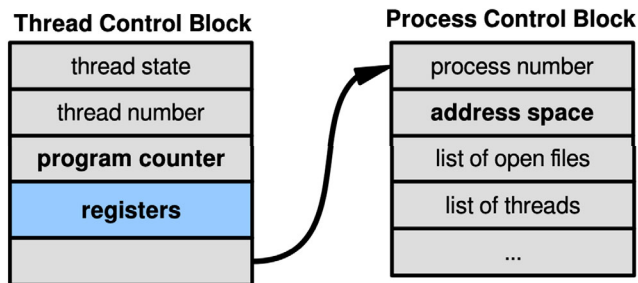 Thread Control Block
thread state
thread number
program counter
registers
Process Control Block
process number
address space
list of open files
list of threads
...